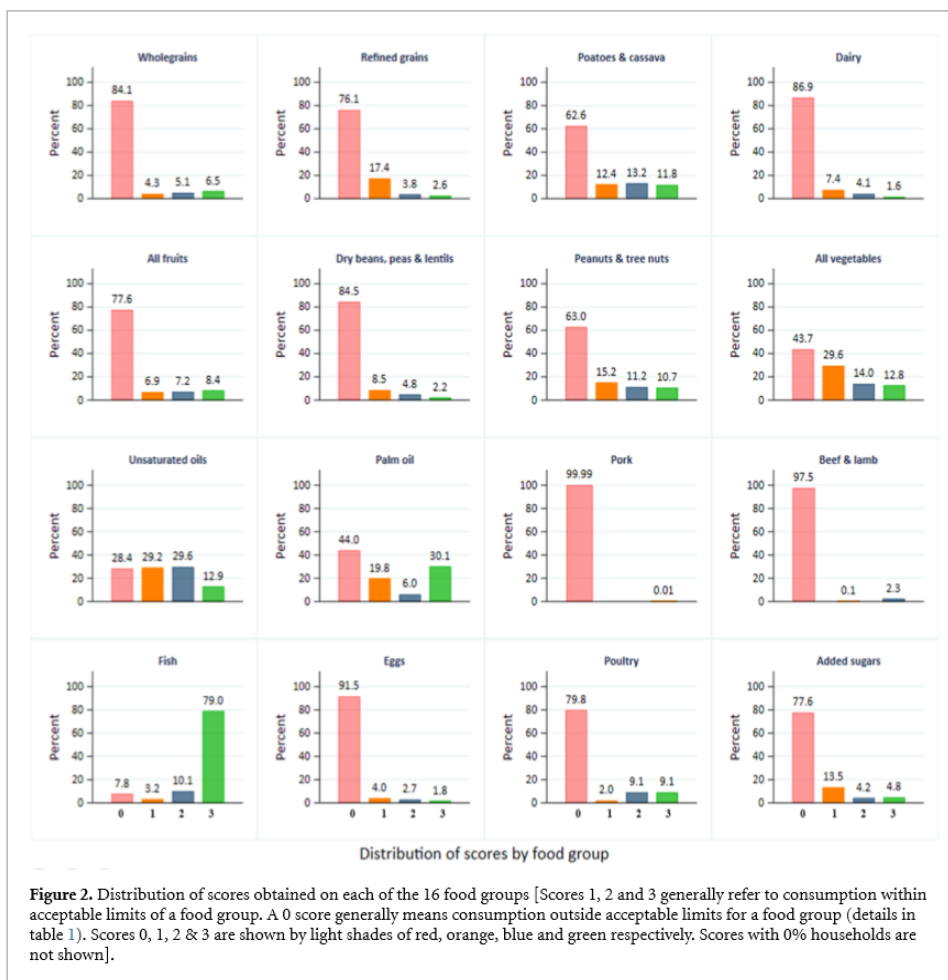 Wholegrains Refined grains Poatoes & cassava Dairy
Percent 100 80 60 40 20 0 84.1 4.3 5.1 6.5
Percent 100 80 60 40 20 0 76.1 17.4 3.8 2.6
Percent 100 80 60 40 20 0 62.6 12.4 13.2 11.8
Percent 100 80 60 40 20 0 86.9 7.4 4.1 1.6
All fruits Dry beans, peas & lentils Peanuts & tree nuts All vegetables
Percent 100 80 60 40 20 0 77.6 6.9 7.2 8.4
Percent 100 80 60 40 20 0 84.5 8.5 4.8 2.2
Percent 100 80 60 40 20 0 63.0 15.2 11.2 10.7
Percent 100 80 60 40 20 0 43.7 29.6 14.0 12.8
Unsaturated oils Palm oil Pork Beef & lamb
Percent 100 80 60 40 20 0 28.4 29.2 29.6 12.9
Percent 100 80 60 40 20 0 44.0 19.8 6.0 30.1
Percent 100 80 60 40 20 0 99.99 0.01
Percent 100 80 60 40 20 0 97.5 0.1 2.3
Fish Eggs Poultry Added sugars
Percent 100 80 60 40 20 0 7.8 3.2 10.1 79.0
Percent 100 80 60 40 20 0 91.5 4.0 2.7 1.8
Percent 100 80 60 40 20 0 79.8 2.0 9.1 9.1
Percent 100 80 60 40 20 0 77.6 13.5 4.2 4.8
0 1 2 3 0 1 2 3 0 1 2 3 0 1 2 3
Distribution of scores by food group
Figure 2. Distribution of scores obtained on each of the 16 food groups [Scores 1, 2 and 3 generally refer to consumption within
acceptable limits of a food group. A 0 score generally means consumption outside acceptable limits for a food group (details in
table 1). Scores 0, 1, 2 & 3 are shown by light shades of red, orange, blue and green respectively. Scores with 0% households are
not shown].